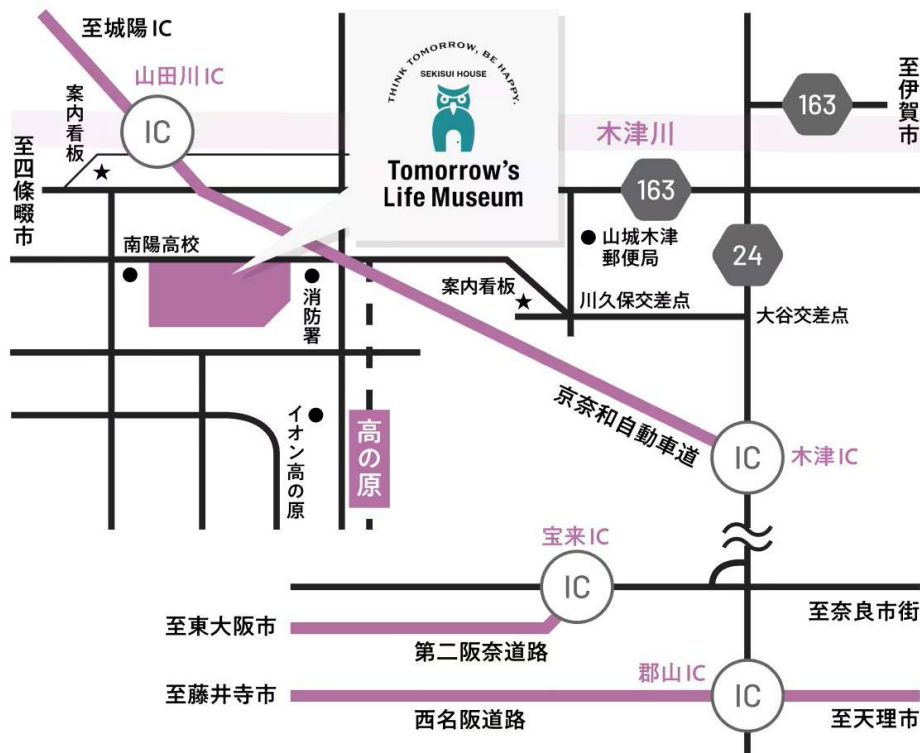 至城陽IC
山田川IC
IC
案内看板
至四條畷市
THINK TOMORROW, BE HAPPY.
SEKISUI HOUSE
Tomorrow's
Life Museum
木津川
163
至伊賀市
163
24
南陽高校
消防署
案内看板
山城木津
郵便局
川久保交差点
大谷交差点
イオン高の原
高の原
京奈和自動車道
IC
木津IC
宝来IC
IC
至奈良市街
至東大阪市
第二阪奈道路
郡山IC
至藤井寺市
IC
西名阪道路
至天理市